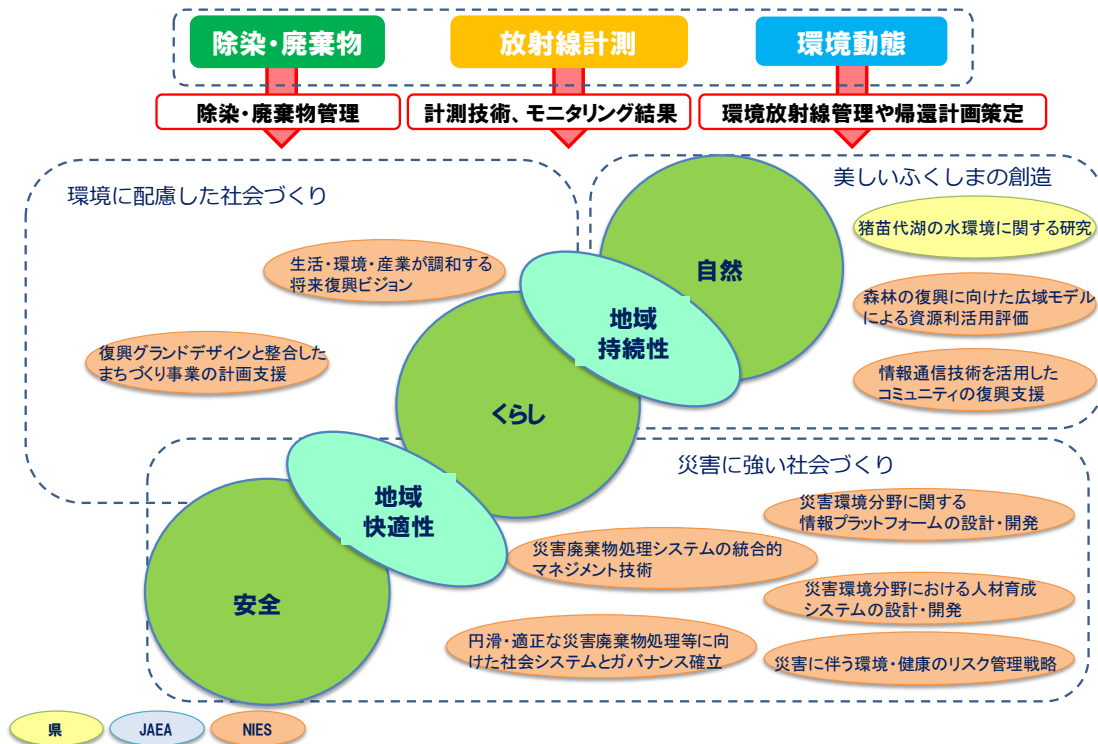 除染・廃棄物
放射線計測
環境動態
除染・廃棄物管理
計測技術、モニタリング結果
環境放射線管理や帰還計画策定
環境に配慮した社会づくり
美しいふくしまの創造
猪苗代湖の水環境に関する研究
自然
生活・環境・産業が調和する
将来復興ビジョン
森林の復興に向けた広域モデル
による資源利活用評価
地域
持続性
復興グランドデザインと整合した
まちづくり事業の計画支援
情報通信技術を活用した
コミュニティの復興支援
くらし
災害に強い社会づくり
地域
快適性
災害環境分野に関する
情報プラットフォームの設計・開発
災害廃棄物処理システムの統合的
マネジメント技術
災害環境分野における人材育成
システムの設計・開発
安全
円滑・適正な災害廃棄物処理等に向
けた社会システムとガバナンス確立
災害に伴う環境・健康のリスク管理戦略
県
JAEA
NIES